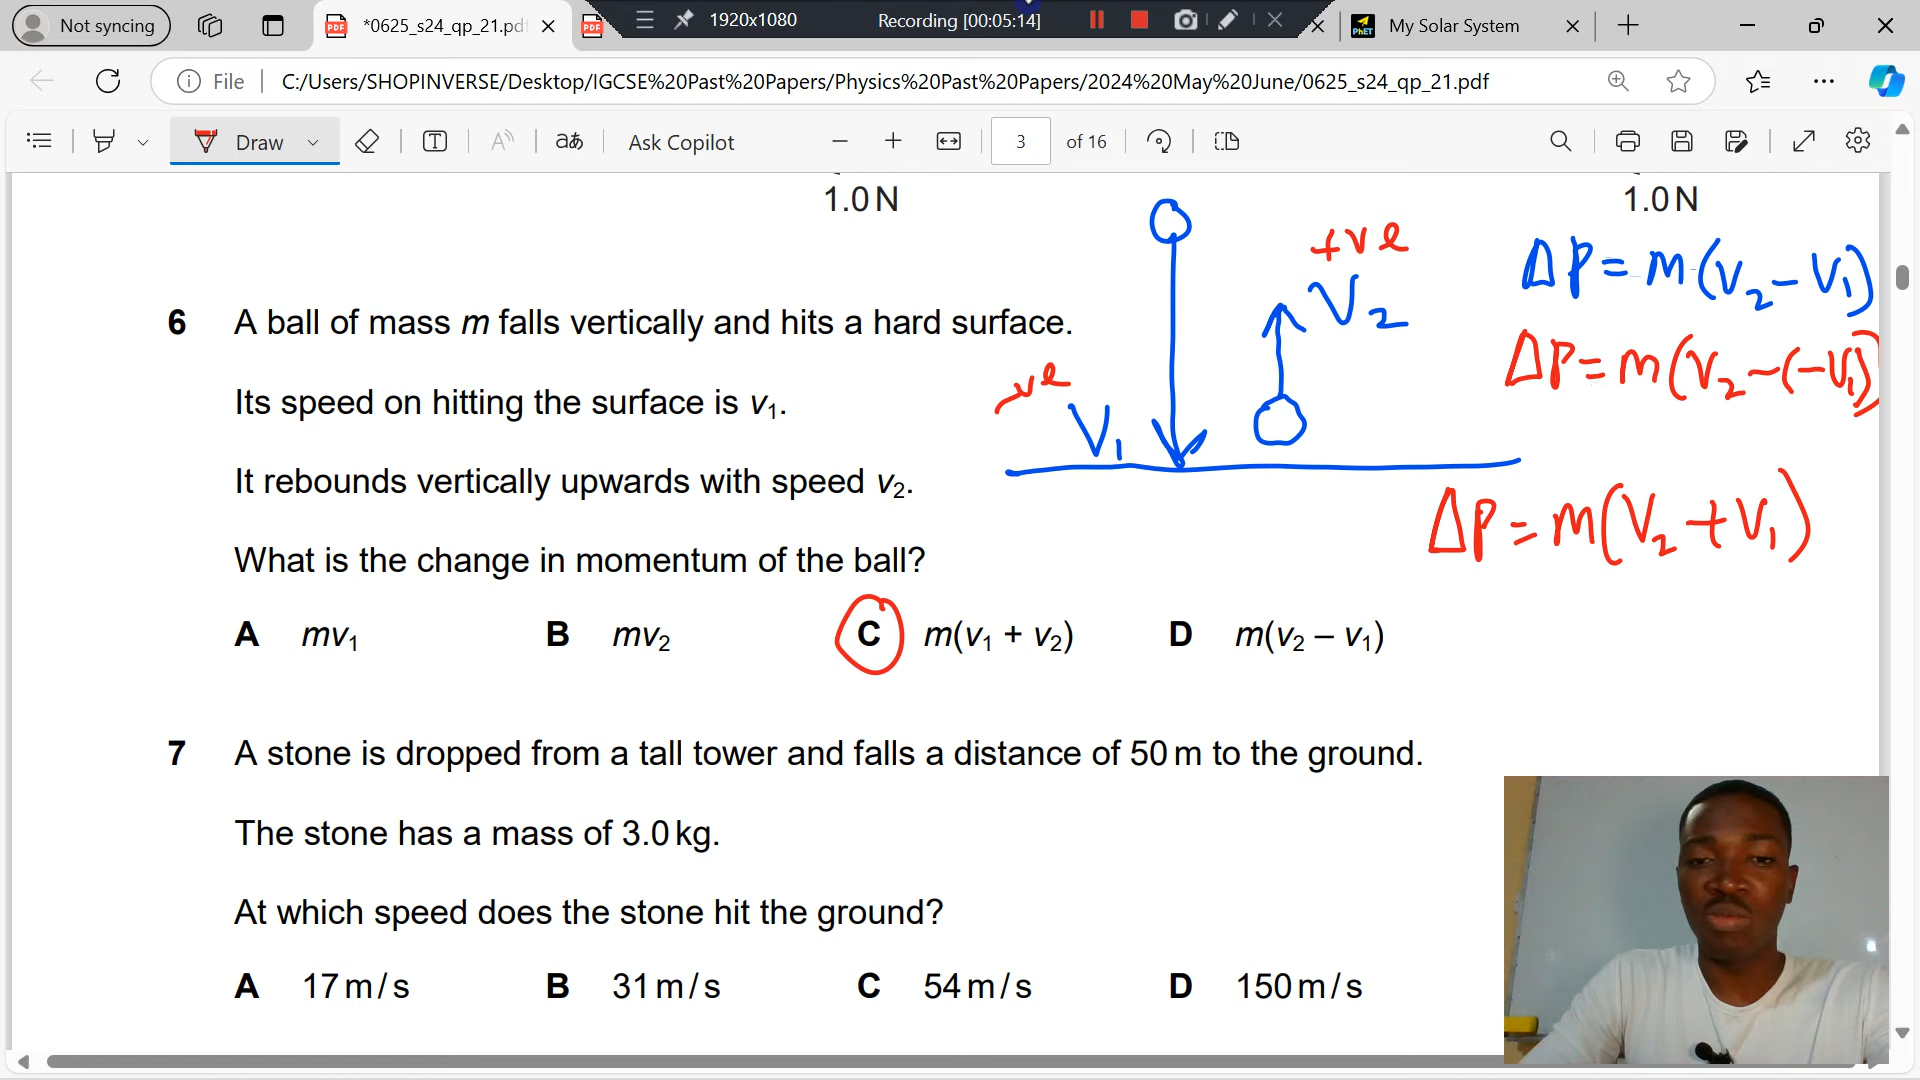 Not syncing
*0625_s24_qp_21.pdf
1920x1080
Recording [00:05:14]
My Solar System
File
C:/Users/SHOPINVERSE/Desktop/IGCSE%20Past%20Papers/Physics%20Past%20Papers/2024%20May%20June/0625_s24_qp_21.pdf
Draw
Ask Copilot
3 of 16
1.0 N 1.0 N
+ve
V₂
ΔP = m(V₂ – V₁)
ΔP = m(V₂ – (–V₁)
-ve
V₁
ΔP = m(V₂ + V₁)
6 A ball of mass m falls vertically and hits a hard surface.
Its speed on hitting the surface is v₁.
It rebounds vertically upwards with speed v₂.
What is the change in momentum of the ball?
A mv₁ B mv₂ C m(v₁ + v₂) D m(v₂ – v₁)
7 A stone is dropped from a tall tower and falls a distance of 50 m to the ground.
The stone has a mass of 3.0 kg.
At which speed does the stone hit the ground?
A 17 m / s B 31 m / s C 54 m / s D 150 m / s